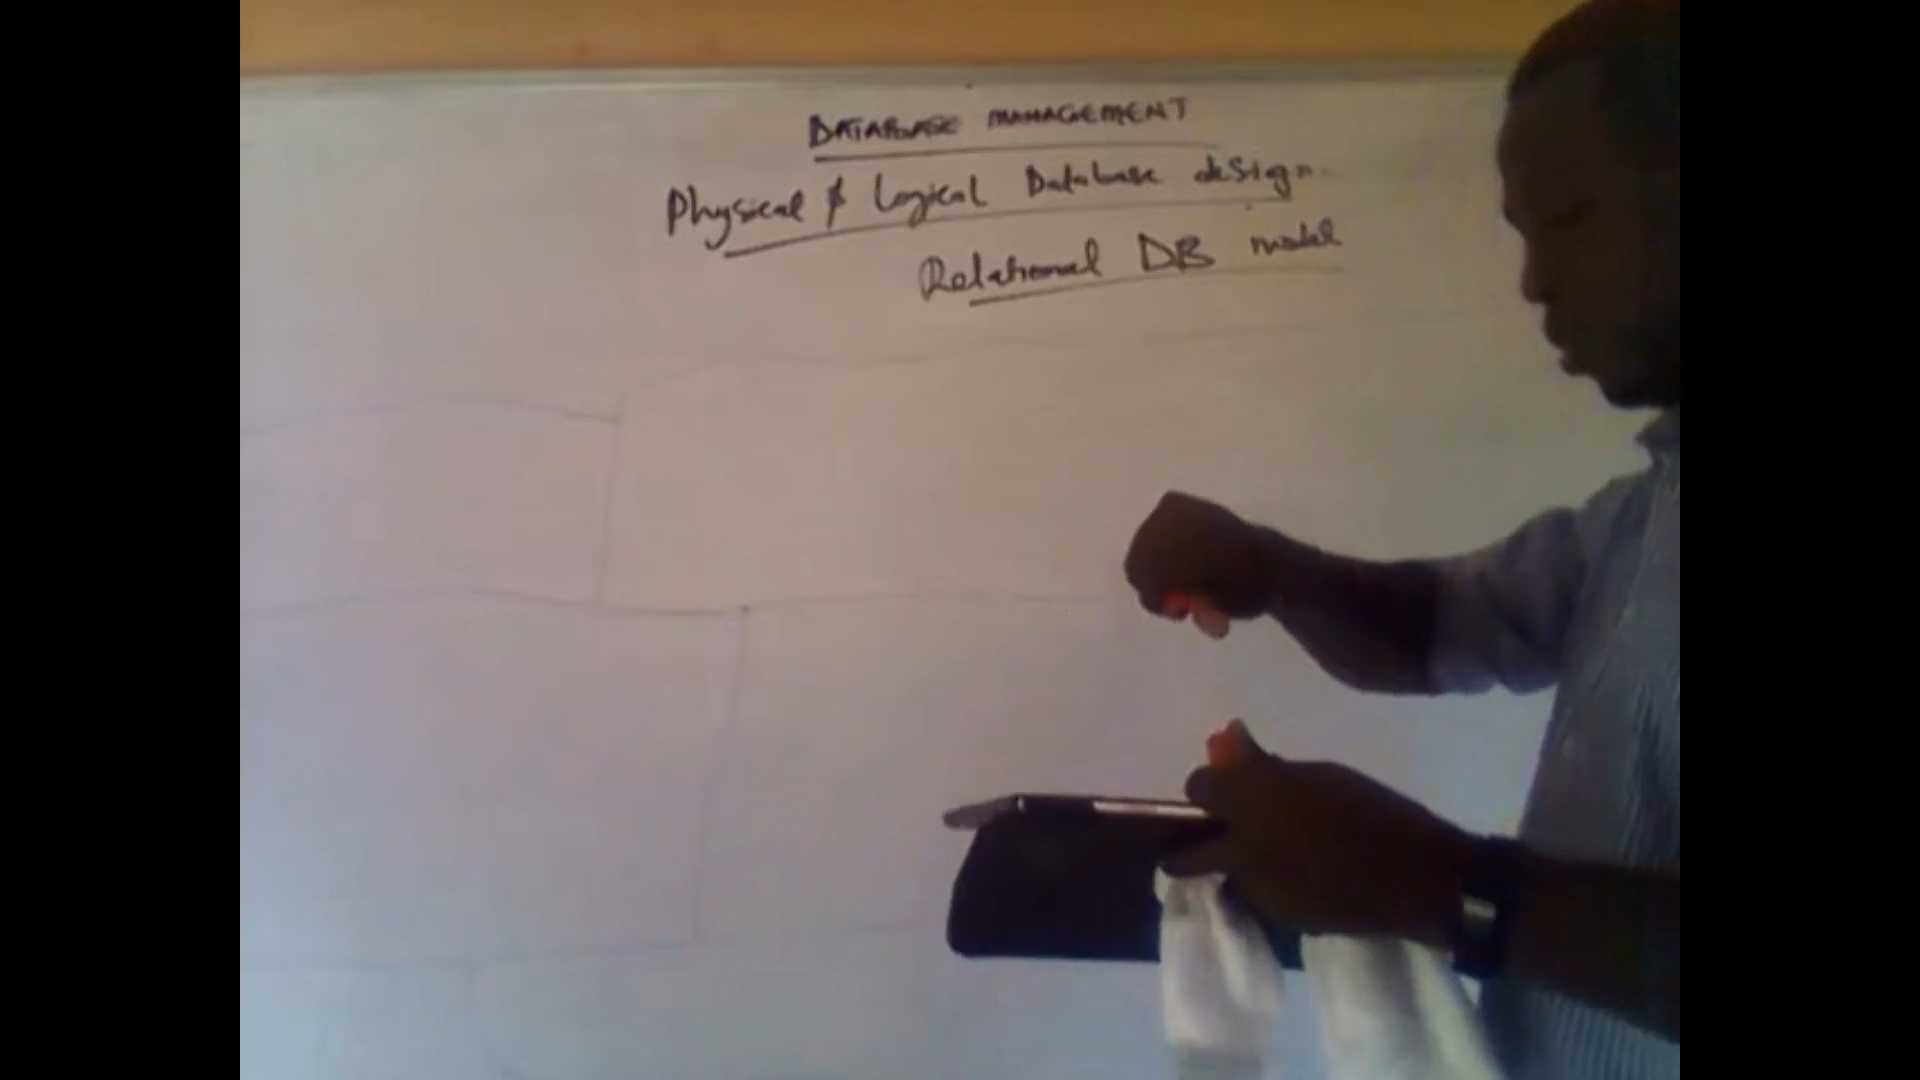 DATABASE MANAGEMENT
Physical & Logical Database design.
Relational DB model